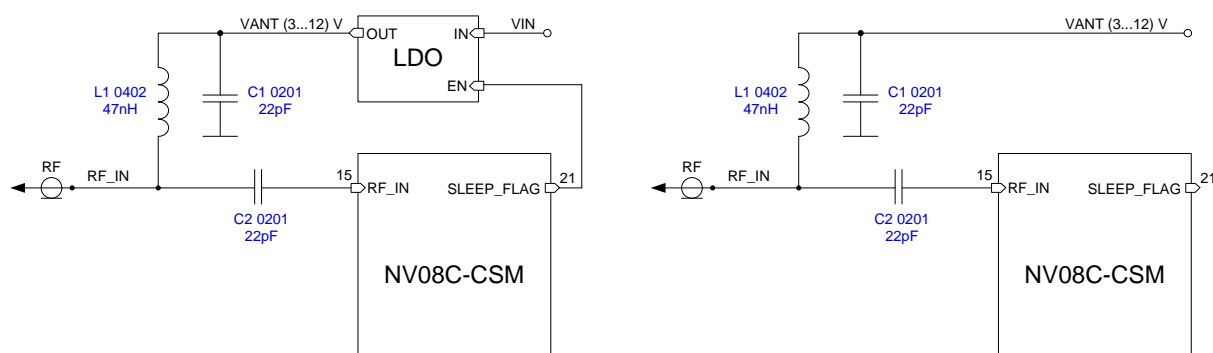 VANT (3...12) V
OUT
IN
VIN
LDO
EN
L1 0402
47nH
C1 0201
22pF
RF
RF_IN
15
RF_IN
SLEEP_FLAG
21
C2 0201
22pF
NV08C-CSM
VANT (3...12) V
L1 0402
47nH
C1 0201
22pF
RF
RF_IN
15
RF_IN
SLEEP_FLAG
21
C2 0201
22pF
NV08C-CSM